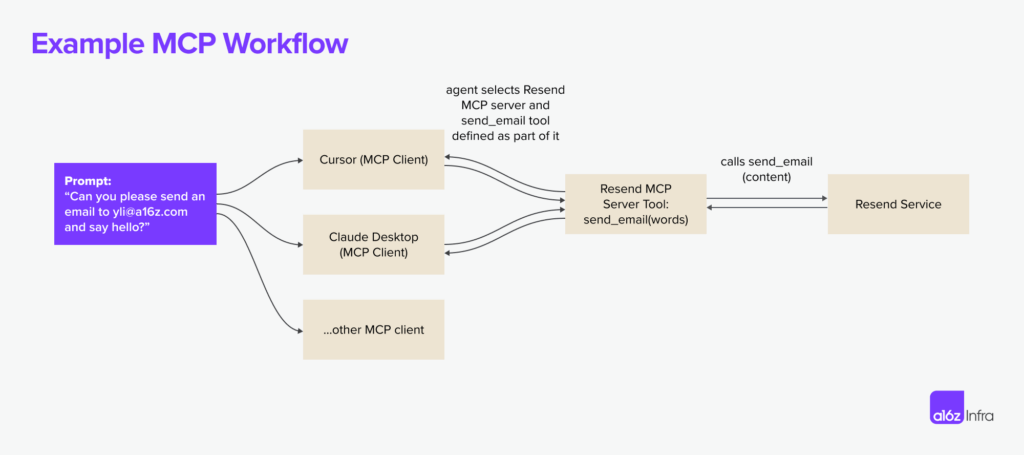 Example MCP Workflow
agent selects Resend
MCP server and
send_email tool
defined as part of it
Cursor (MCP Client)
calls send_email
(content)
Prompt:
“Can you please send an
email to yli@a16z.com
and say hello?”
Resend MCP
Server Tool:
send_email(words)
Resend Service
Claude Desktop
(MCP Client)
...other MCP client
a16z Infra